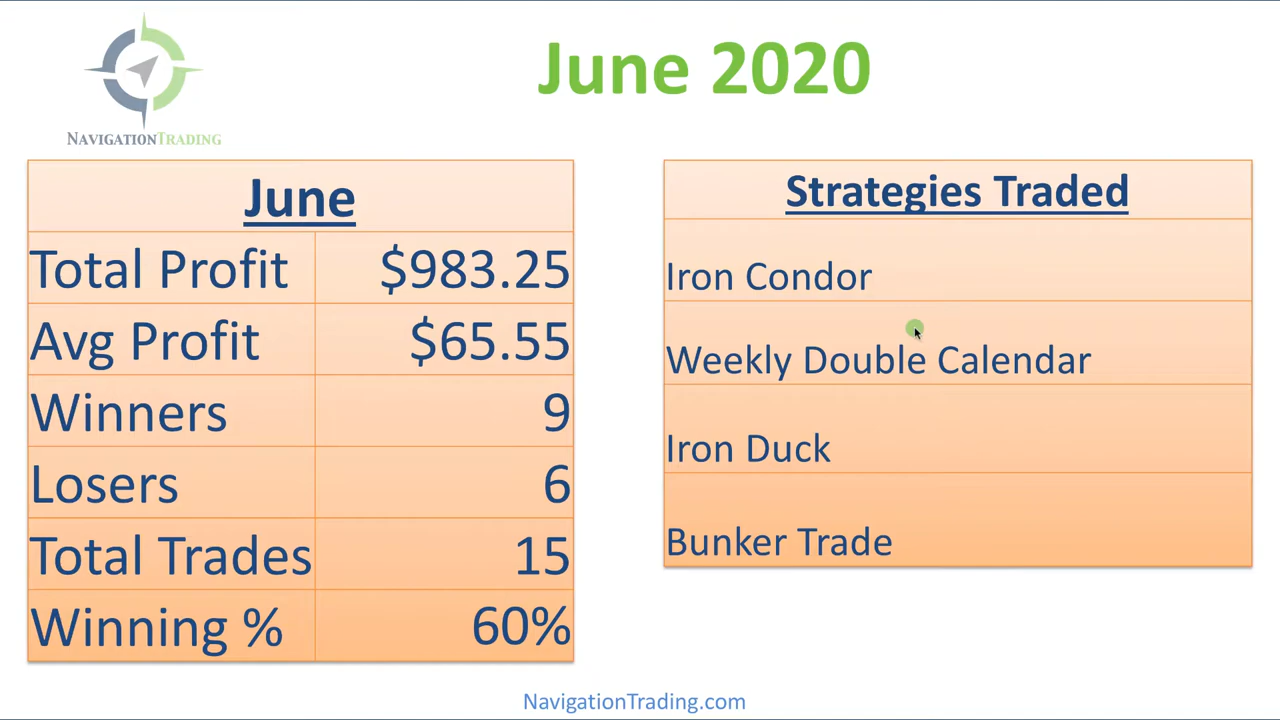 June 2020
NAVIGATIONTRADING
June
Total Profit $983.25
Avg Profit $65.55
Winners 9
Losers 6
Total Trades 15
Winning % 60%
Strategies Traded
Iron Condor
Weekly Double Calendar
Iron Duck
Bunker Trade
NavigationTrading.com